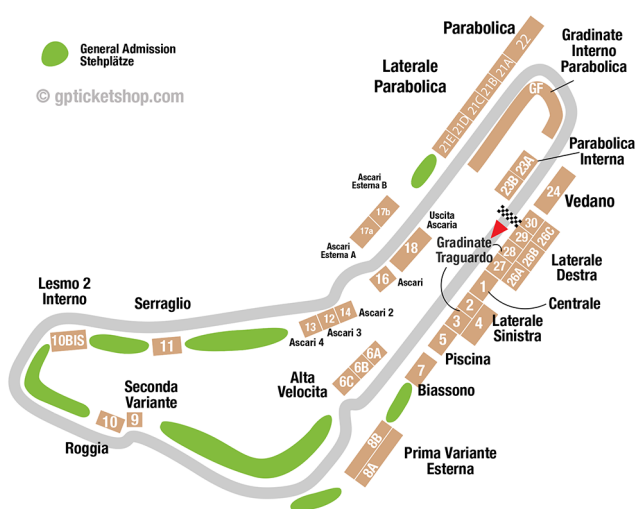 Parabolica
22
Gradinate
Interno
Parabolica
General Admission
Stehplätze
Laterale
Parabolica
21A
21B
21C
21D
21E
GF
© gpticketshop.com
Parabolica
Interna
23A
23B
24
Vedano
Ascari
Esterna B
17b
17a
Ascari
Esterna A
Uscita
Ascaria
18
Gradinate
Traguardo
30
29
28
27
26C
26B
26A
Laterale
Destra
16
Ascari
1
Centrale
2
3
4
5
Laterale
Sinistra
Lesmo 2
Interno
Serraglio
14
12
13
Ascari 2
Ascari 3
Ascari 4
10BIS
11
Piscina
6A
6B
6C
Alta
Velocita
7
Biassono
Seconda
Variante
10
9
Roggia
8B
8A
Prima Variante
Esterna